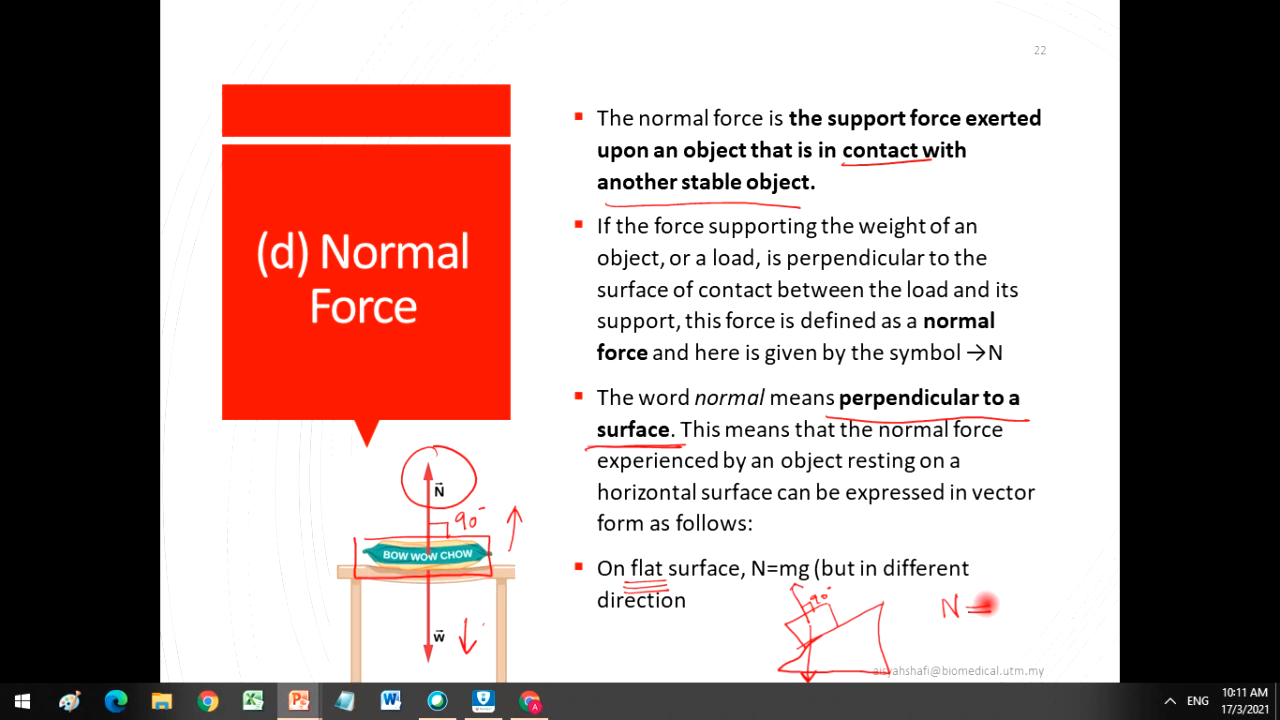 22
(d) Normal
Force
The normal force is the support force exerted
upon an object that is in contact with
another stable object.
If the force supporting the weight of an
object, or a load, is perpendicular to the
surface of contact between the load and its
support, this force is defined as a normal
force and here is given by the symbol →N
The word normal means perpendicular to a
surface. This means that the normal force
experienced by an object resting on a
horizontal surface can be expressed in vector
form as follows:
On flat surface, N=mg (but in different
direction
N
90°
BOW WOW CHOW
w
90°
N =
aisyahshafi@biomedical.utm.my
ENG
10:11 AM
17/3/2021